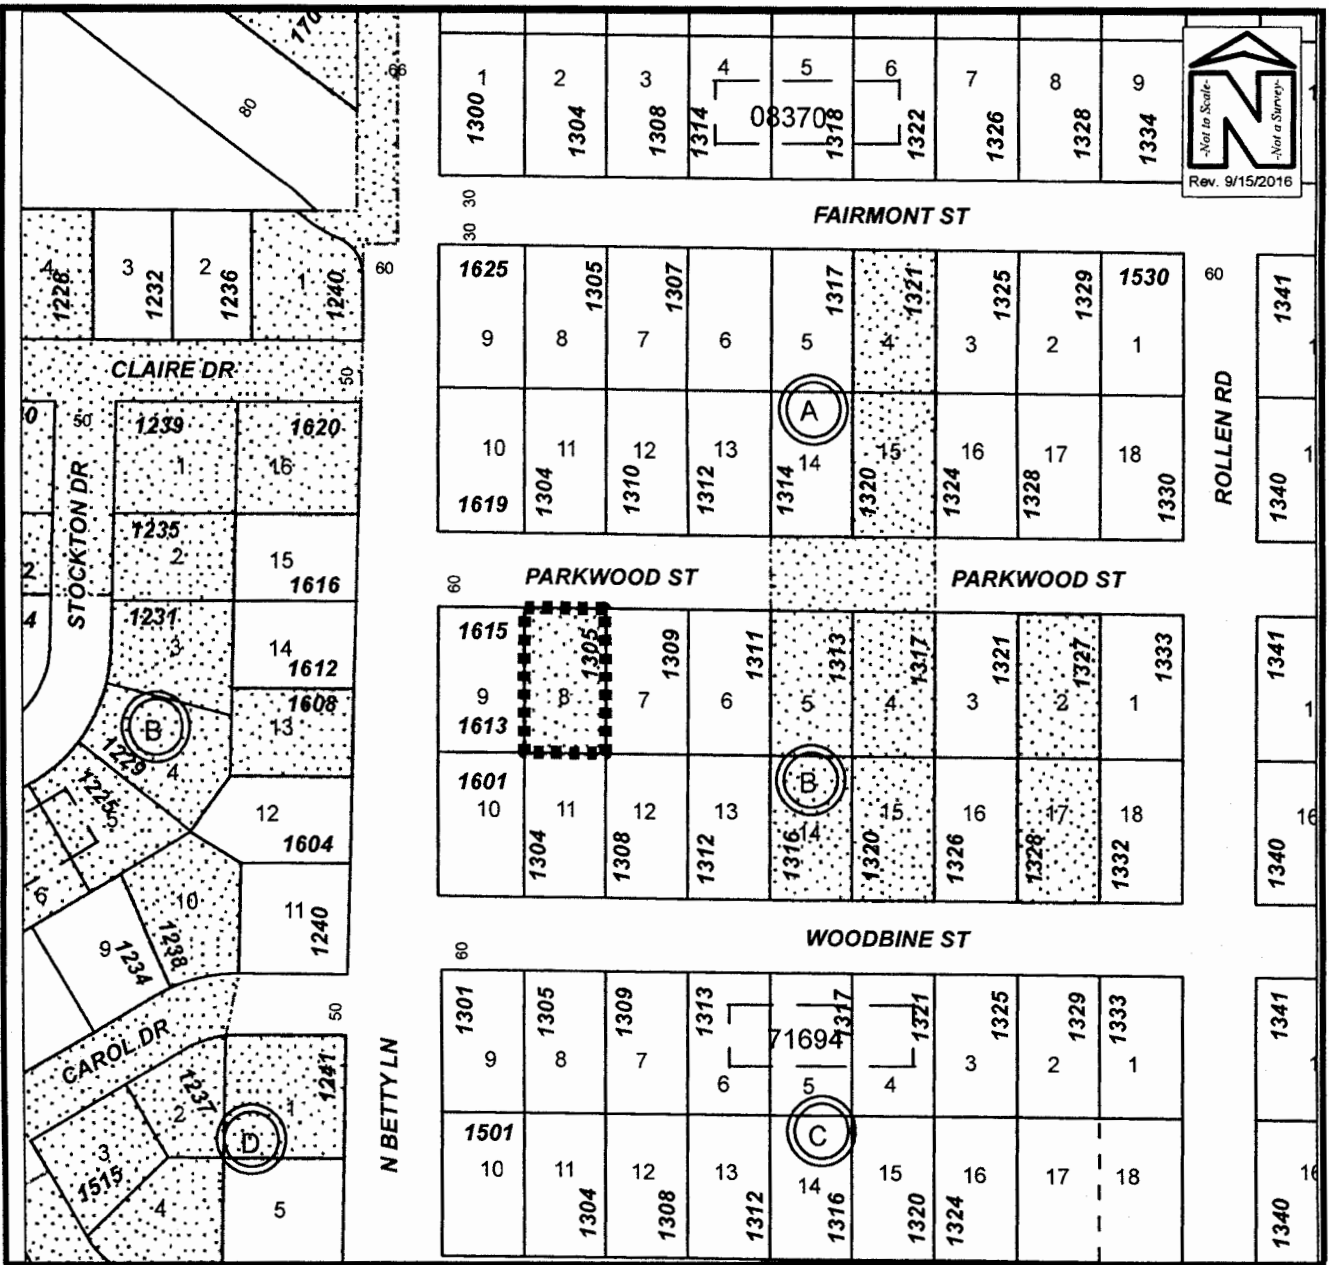 170
66
80
1 2 3 4 5 6 7 8 9
1300 1304 1308 1314 1318 1322 1326 1328 1334
08370
-Not to Scale-
N
-Not a Survey-
Rev. 9/15/2016
30
30
FAIRMONT ST
60
4 3 2 1
1228 1232 1236 1240
1625 1305 1307 1317 1321 1325 1329 1530
60
1341
9 8 7 6 5 4 3 2 1
CLAIRE DR
50
A
50
1239 1620
1 16
10 11 12 13 14 15 16 17 18
1619 1304 1310 1312 1314 1320 1324 1328 1330
1340
ROLLEN RD
STOCKTON DR
1235
2
15
1616
60
PARKWOOD ST
PARKWOOD ST
1231
3
14
1612
1615 1305 1309 1311 1313 1317 1321 1327 1333
1341
9 8 7 6 5 4 3 2 1
1613
1608
13
B
1229
4
B
1601
10 11 12 13 14 15 16 17 18
16
1304 1308 1312 1316 1320 1326 1328 1332
1340
1225
5
12
1604
6
10
1238
11
1240
9
1234
WOODBINE ST
60
1301 1305 1309 1313 1317 1321 1325 1329 1333
1341
71694
9 8 7 6 5 4 3 2 1
50
CAROL DR
N BETTY LN
1237
2
1241
1
D
C
3
1515
4
5
1501
10 11 12 13 14 15 16 17 18
16
1304 1308 1312 1316 1320 1324
1340